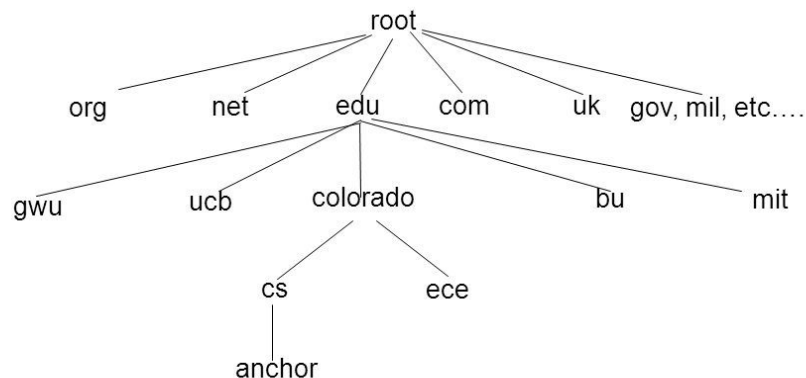 root
org net edu com uk gov, mil, etc....
gwu ucb colorado bu mit
cs ece
anchor